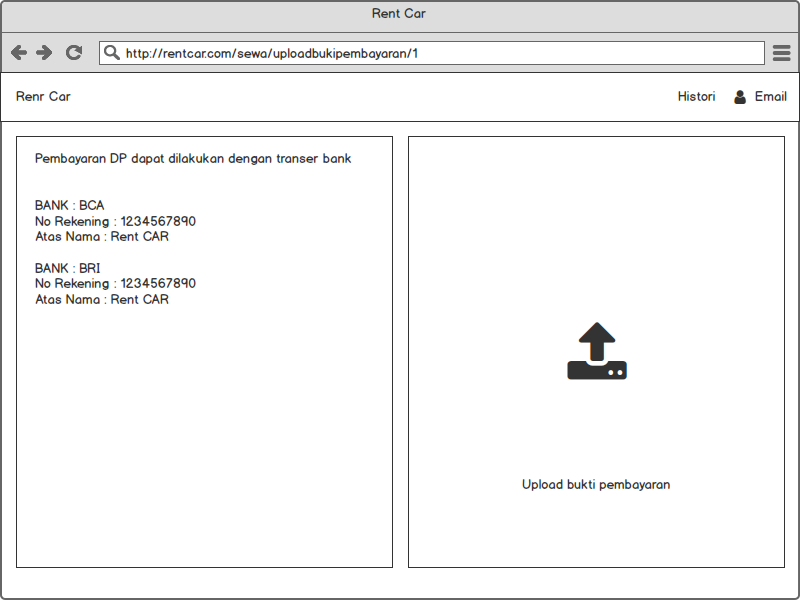 Rent Car
http://rentcar.com/sewa/uploadbukipembayaran/1
Renr Car
Histori
Email
Pembayaran DP dapat dilakukan dengan transer bank
BANK : BCA
No Rekening : 1234567890
Atas Nama : Rent CAR
BANK : BRI
No Rekening : 1234567890
Atas Nama : Rent CAR
Upload bukti pembayaran